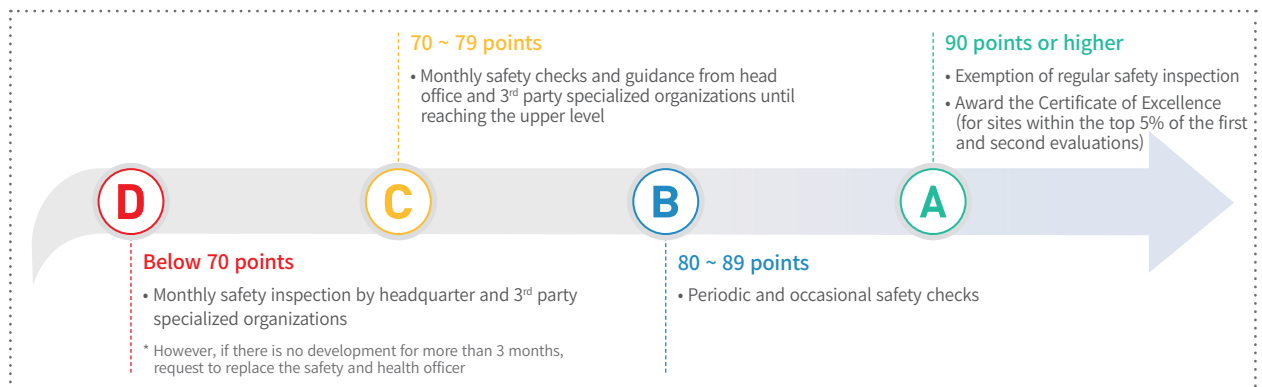 70 ~ 79 points
• Monthly safety checks and guidance from head
office and 3rd party specialized organizations until
reaching the upper level
90 points or higher
• Exemption of regular safety inspection
• Award the Certificate of Excellence
(for sites within the top 5% of the first
and second evaluations)
D
C
B
A
Below 70 points
• Monthly safety inspection by headquarter and 3rd party
specialized organizations
* However, if there is no development for more than 3 months,
request to replace the safety and health officer
80 ~ 89 points
• Periodic and occasional safety checks